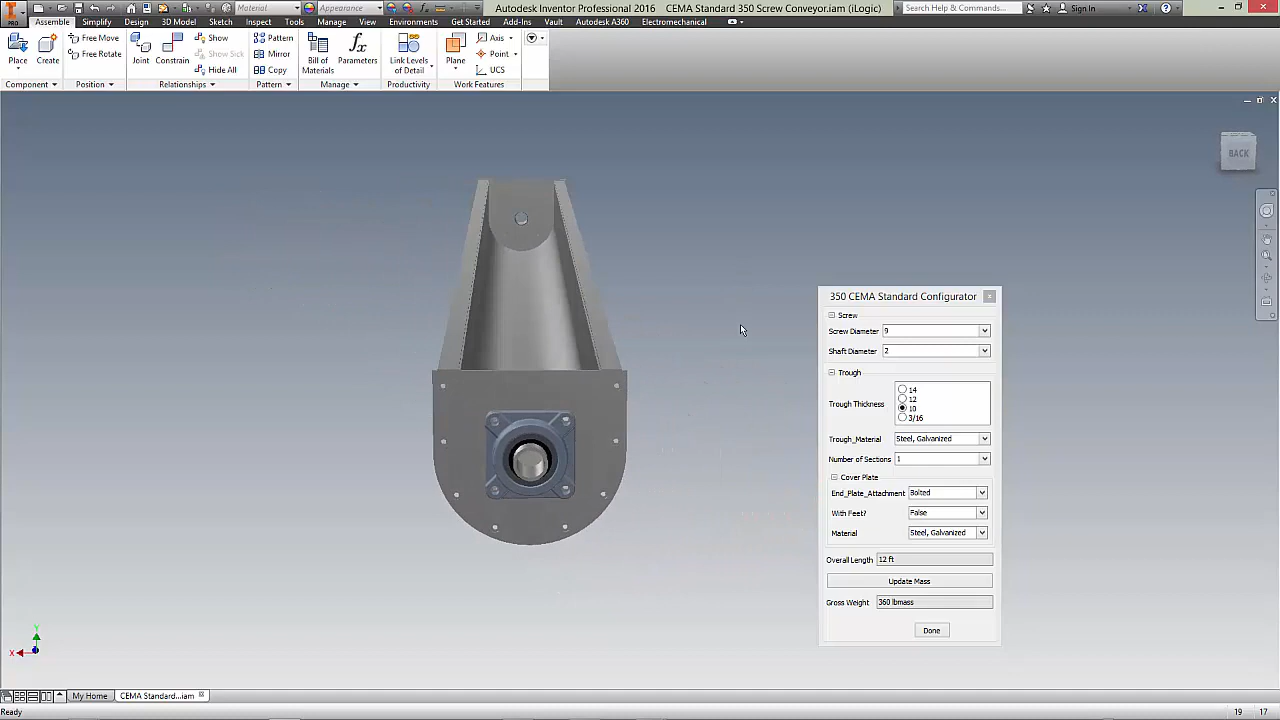 Material
Appearance
Autodesk Inventor Professional 2016 CEMA Standard 350 Screw Conveyor.iam (iLogic)
Search Help & Commands...
Sign In
PRO
Assemble Simplify Design 3D Model Sketch Inspect Tools Manage View Environments Get Started Add-Ins Vault Autodesk A360 Electromechanical
Place
Create
Component
Free Move
Free Rotate
Position
Joint
Constrain
Show
Show Sick
Hide All
Relationships
Pattern
Mirror
Copy
Pattern
Bill of
Materials
Parameters
Manage
Link Levels
of Detail
Productivity
Plane
Axis
Point
UCS
Work Features
BACK
350 CEMA Standard Configurator
Screw
Screw Diameter 9
Shaft Diameter 2
Trough
Trough Thickness
14
12
10
3/16
Trough_Material Steel, Galvanized
Number of Sections 1
Cover Plate
End_Plate_Attachment Bolted
With Feet? False
Material Steel, Galvanized
Overall Length 12 ft
Update Mass
Gross Weight 360 lbmass
Done
Y
X
My Home
CEMA Standard...iam
Ready
19 17